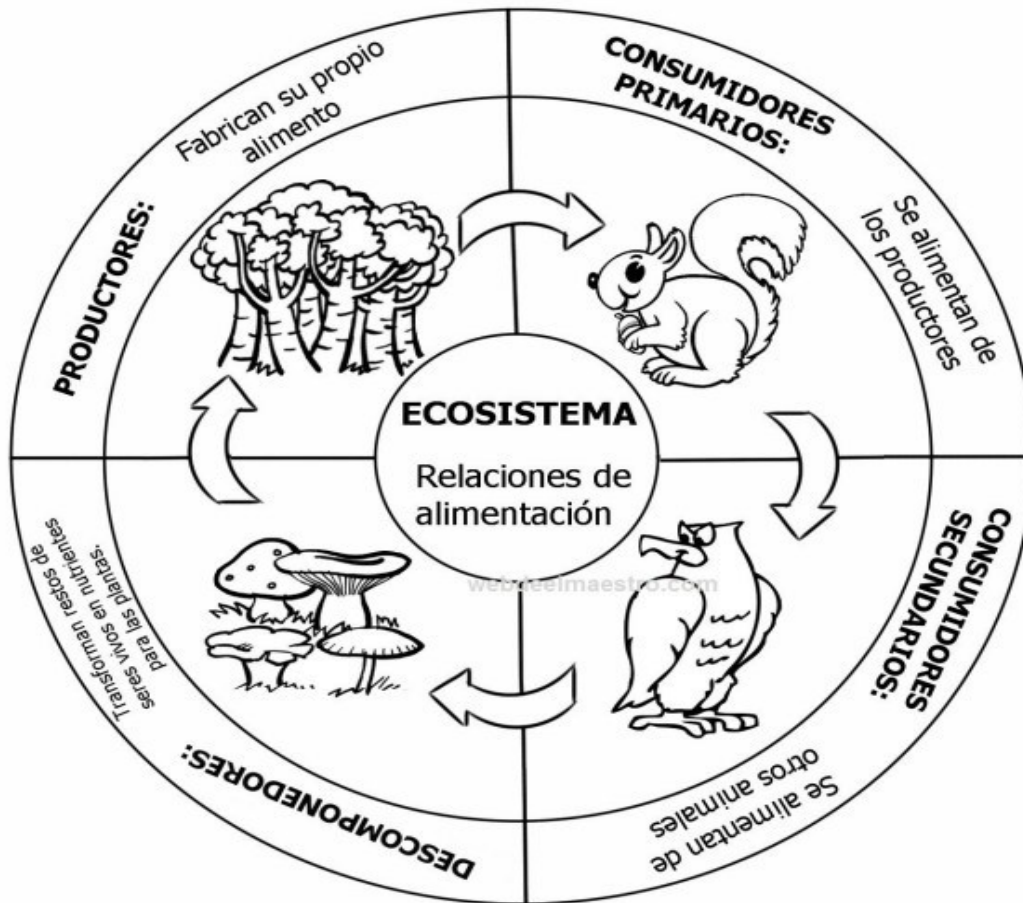 PRODUCTORES:
Fabrican su propio
alimento
CONSUMIDORES
PRIMARIOS:
Se alimentan de
los productores
ECOSISTEMA
Relaciones de
alimentación
webdeelmaestro.com
CONSUMIDORES
SECUNDARIOS:
Se alimentan de
otros animales
DESCOMPONEDORES:
Transforman restos de
seres vivos en nutrientes
para las plantas.